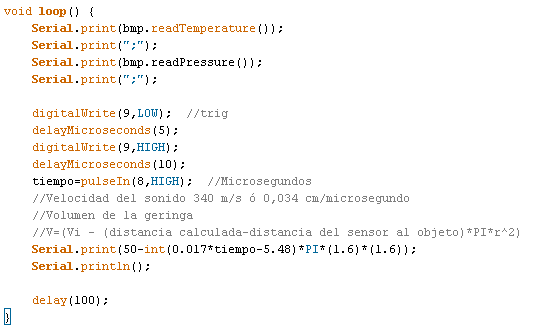 void loop() {
Serial.print(bmp.readTemperature());
Serial.print(";");
Serial.print(bmp.readPressure());
Serial.print(";");
digitalWrite(9,LOW);  //trig
delayMicroseconds(5);
digitalWrite(9,HIGH);
delayMicroseconds(10);
tiempo=pulseIn(8,HIGH);  //Microsegundos
//Velocidad del sonido 340 m/s ó 0,034 cm/microsegundo
//Volumen de la geringa
//V=(Vi - (distancia calculada-distancia del sensor al objeto)*PI*r^2)
Serial.print(50-int(0.017*tiempo-5.48)*PI*(1.6)*(1.6));
Serial.println();
delay(100);
}